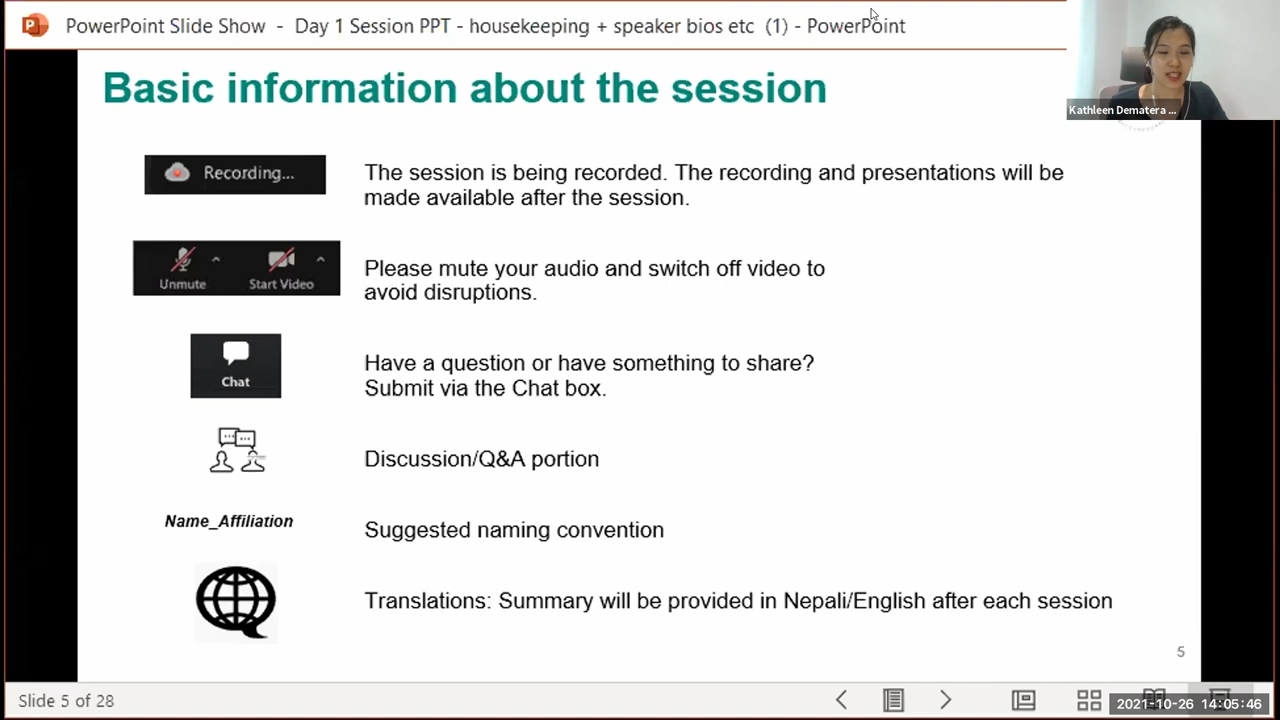 PowerPoint Slide Show - Day 1 Session PPT - housekeeping + speaker bios etc (1) - PowerPoint
Kathleen Dematera ...
Basic information about the session
Recording...
The session is being recorded. The recording and presentations will be
made available after the session.
Unmute
Start Video
Please mute your audio and switch off video to
avoid disruptions.
Chat
Have a question or have something to share?
Submit via the Chat box.
Discussion/Q&A portion
Name_Affiliation
Suggested naming convention
Translations: Summary will be provided in Nepali/English after each session
5
Slide 5 of 28
2021-10-26 14:05:46